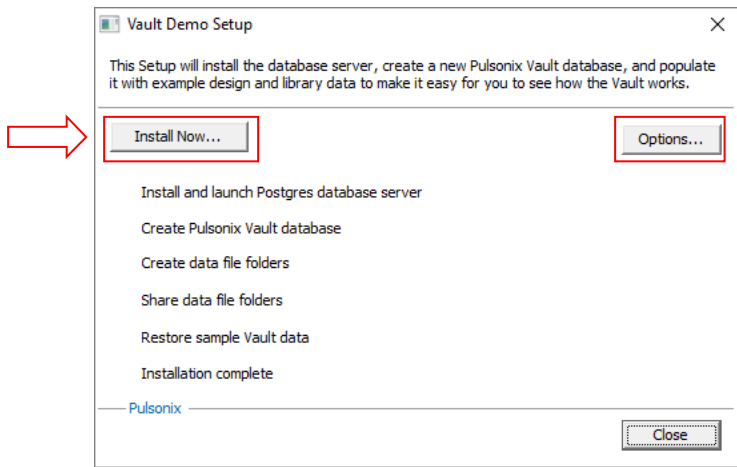 Vault Demo Setup
This Setup will install the database server, create a new Pulsonix Vault database, and populate
it with example design and library data to make it easy for you to see how the Vault works.
Install Now...
Options...
Install and launch Postgres database server
Create Pulsonix Vault database
Create data file folders
Share data file folders
Restore sample Vault data
Installation complete
Pulsonix
Close